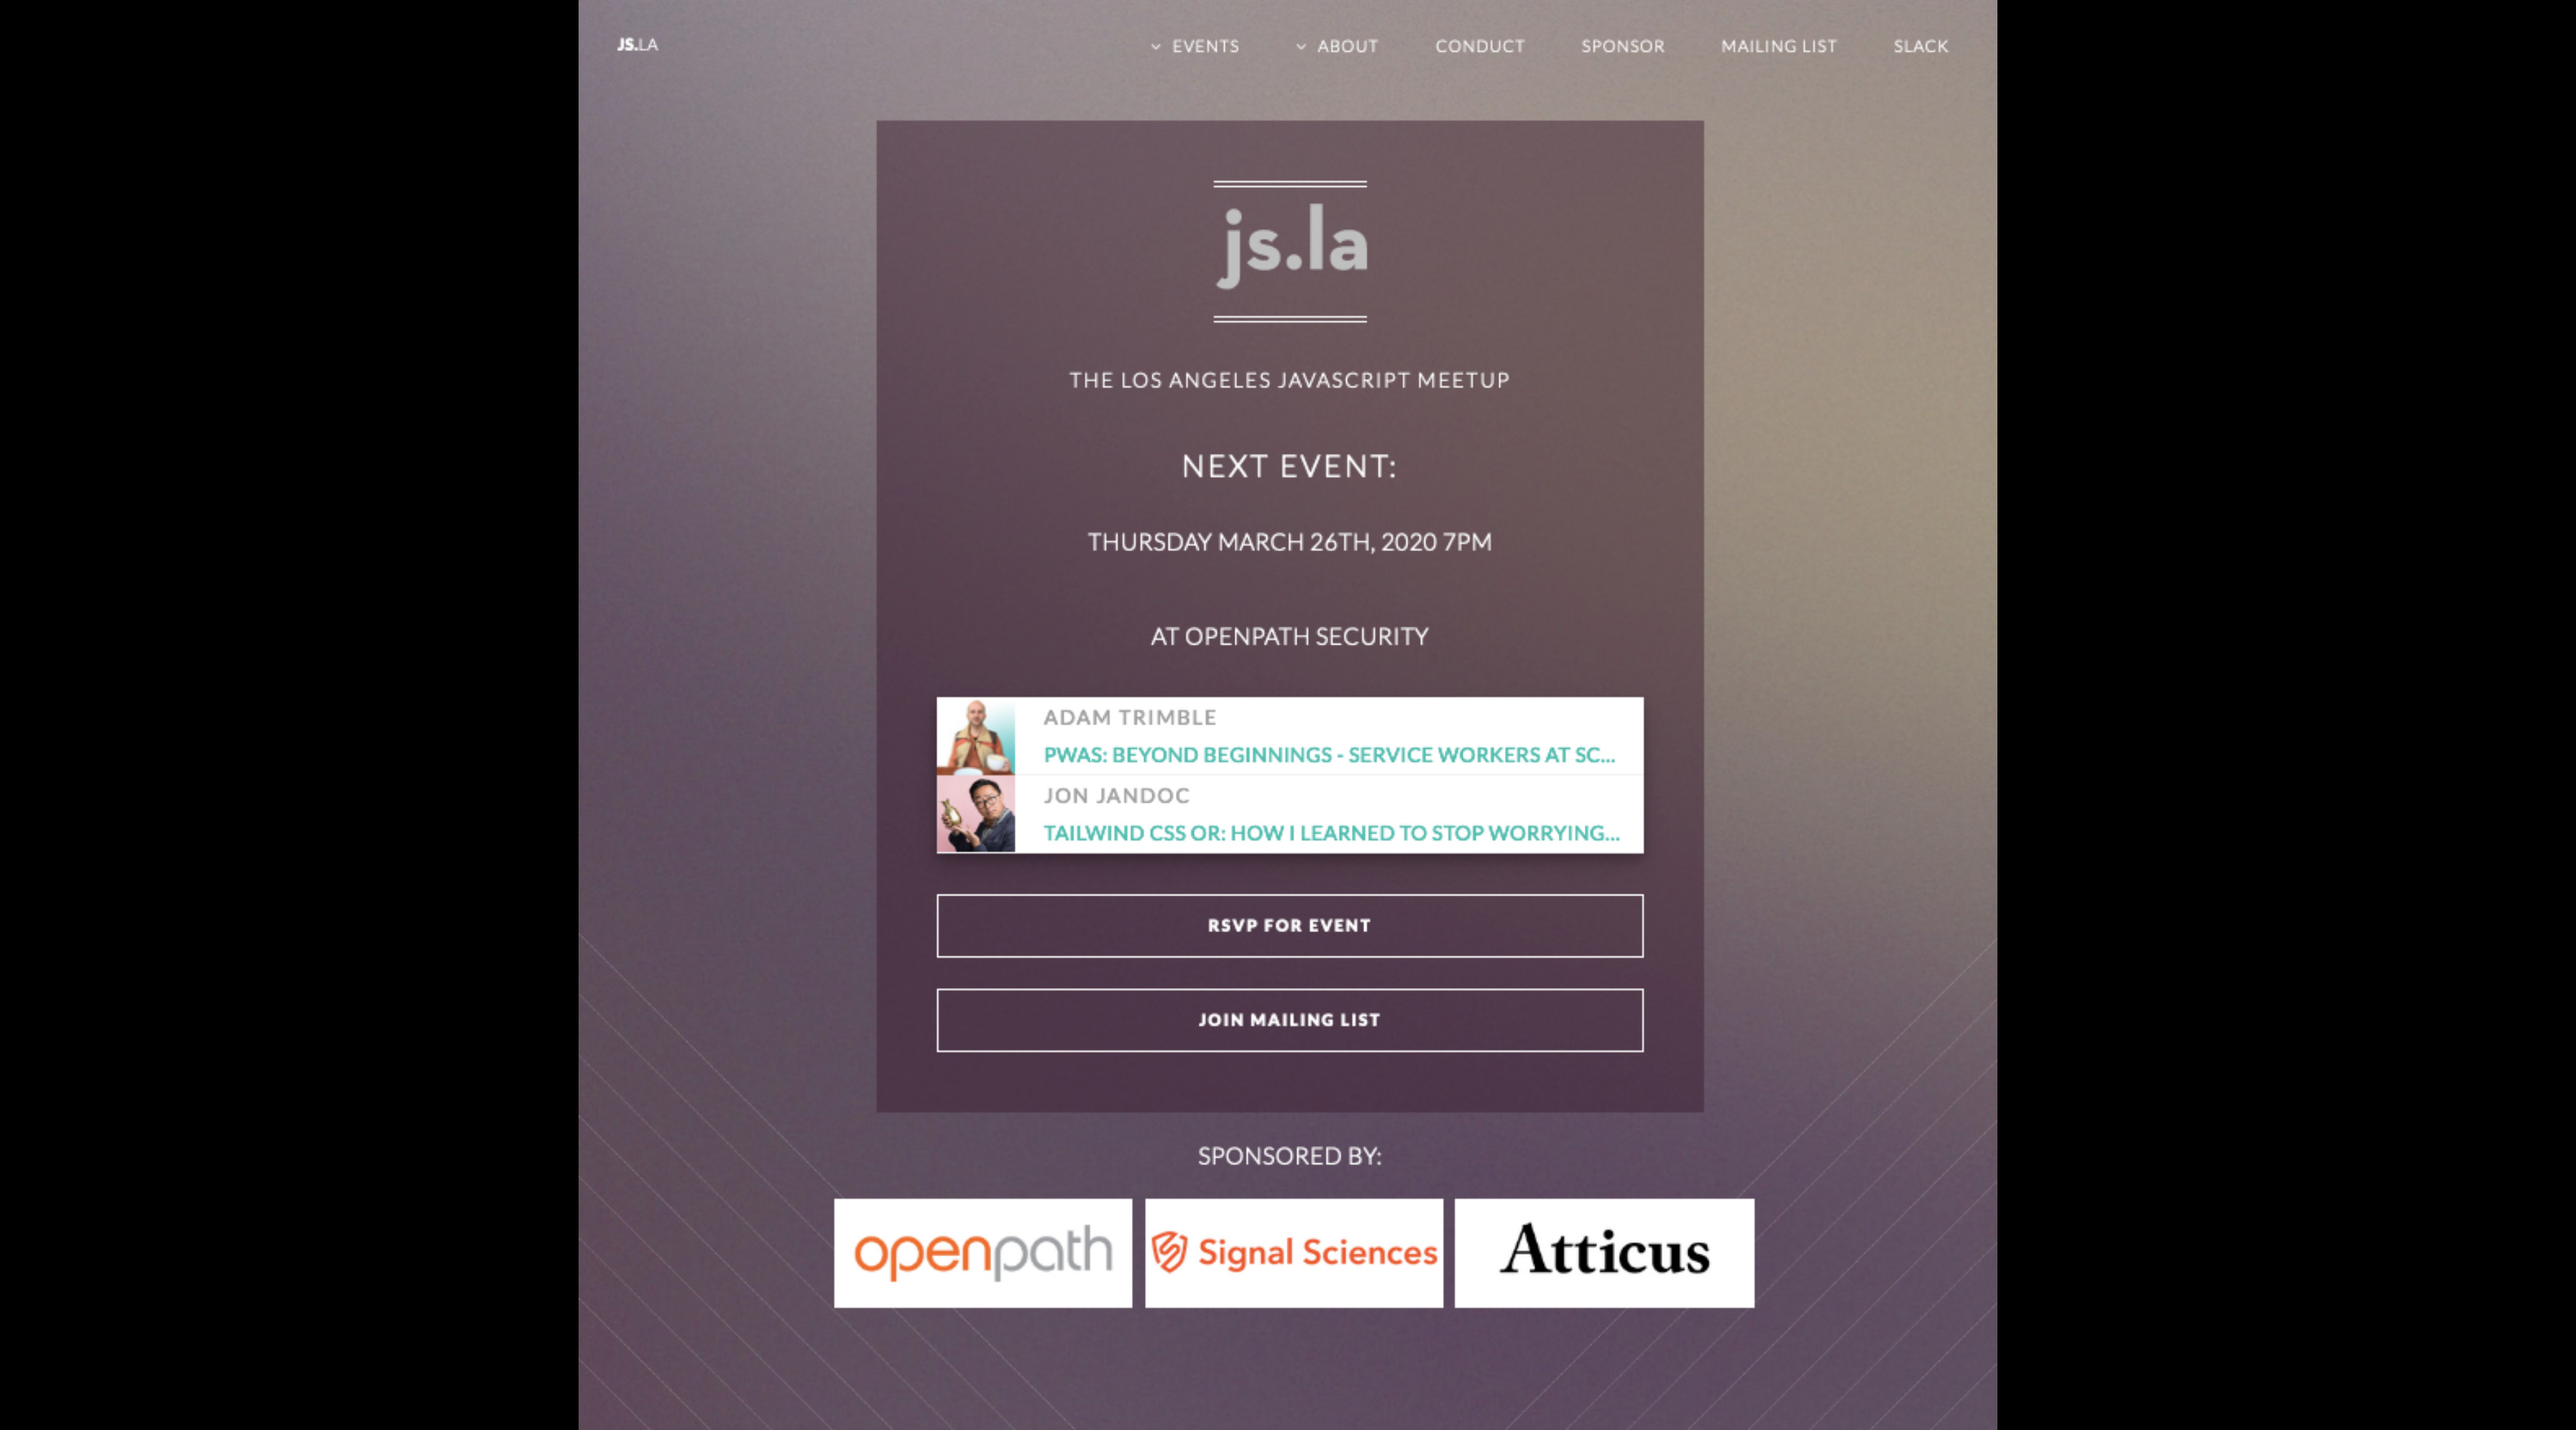 JS.LA
EVENTS
ABOUT
CONDUCT
SPONSOR
MAILING LIST
SLACK
js.la
THE LOS ANGELES JAVASCRIPT MEETUP
NEXT EVENT:
THURSDAY MARCH 26TH, 2020 7PM
AT OPENPATH SECURITY
ADAM TRIMBLE
PWAS: BEYOND BEGINNINGS - SERVICE WORKERS AT SC...
JON JANDOC
TAILWIND CSS OR: HOW I LEARNED TO STOP WORRYING...
RSVP FOR EVENT
JOIN MAILING LIST
SPONSORED BY:
openpath
Signal Sciences
Atticus